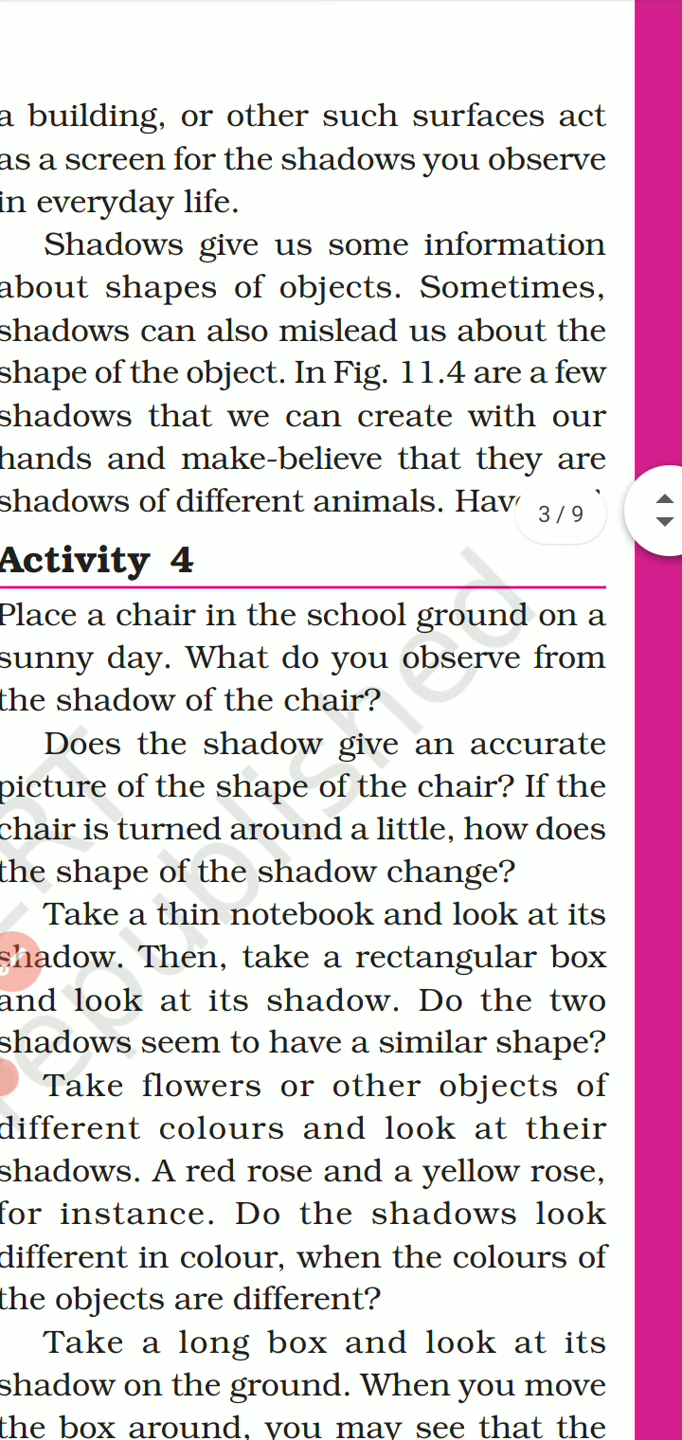 a building, or other such surfaces act
as a screen for the shadows you observe
in everyday life.
Shadows give us some information
about shapes of objects. Sometimes,
shadows can also mislead us about the
shape of the object. In Fig. 11.4 are a few
shadows that we can create with our
hands and make-believe that they are
shadows of different animals.
3 / 9
Activity 4
Place a chair in the school ground on a
sunny day. What do you observe from
the shadow of the chair?
Does the shadow give an accurate
picture of the shape of the chair? If the
chair is turned around a little, how does
the shape of the shadow change?
Take a thin notebook and look at its
shadow. Then, take a rectangular box
and look at its shadow. Do the two
shadows seem to have a similar shape?
Take flowers or other objects of
different colours and look at their
shadows. A red rose and a yellow rose,
for instance. Do the shadows look
different in colour, when the colours of
the objects are different?
Take a long box and look at its
shadow on the ground. When you move
the box around, you may see that the
republished